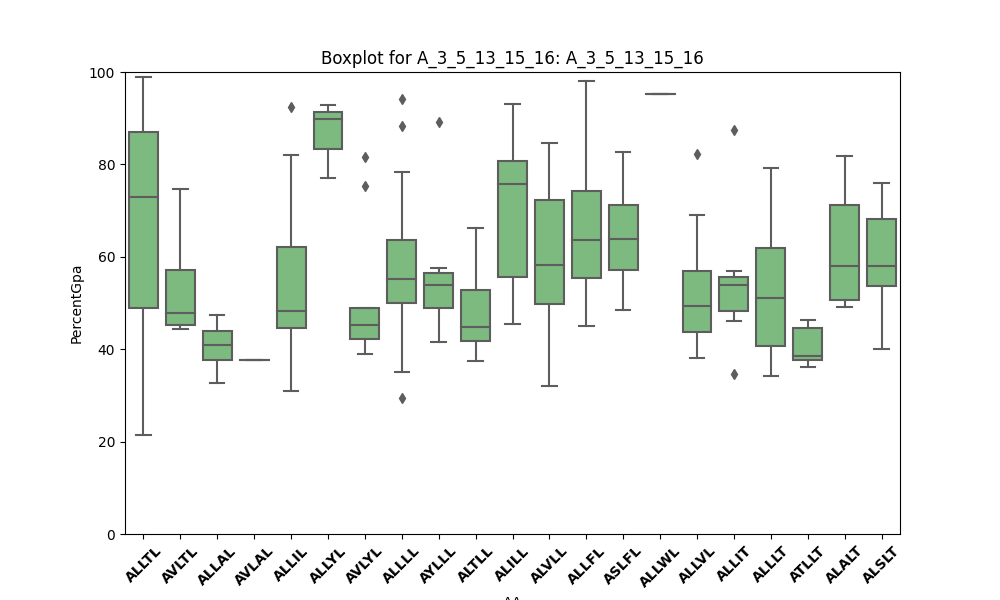 Boxplot for A_3_5_13_15_16: A_3_5_13_15_16
PercentGpa
100
80
60
40
20
0
ALLTL AVLTL ALLAL AVLAL ALLIL ALLYL AVLYL ALLLL AYLLL ALTLL ALILL ALVLL ALLFL ASLFL ALLWL ALLVL ALLIT ALLLT ATLLT ALALT ALSLT